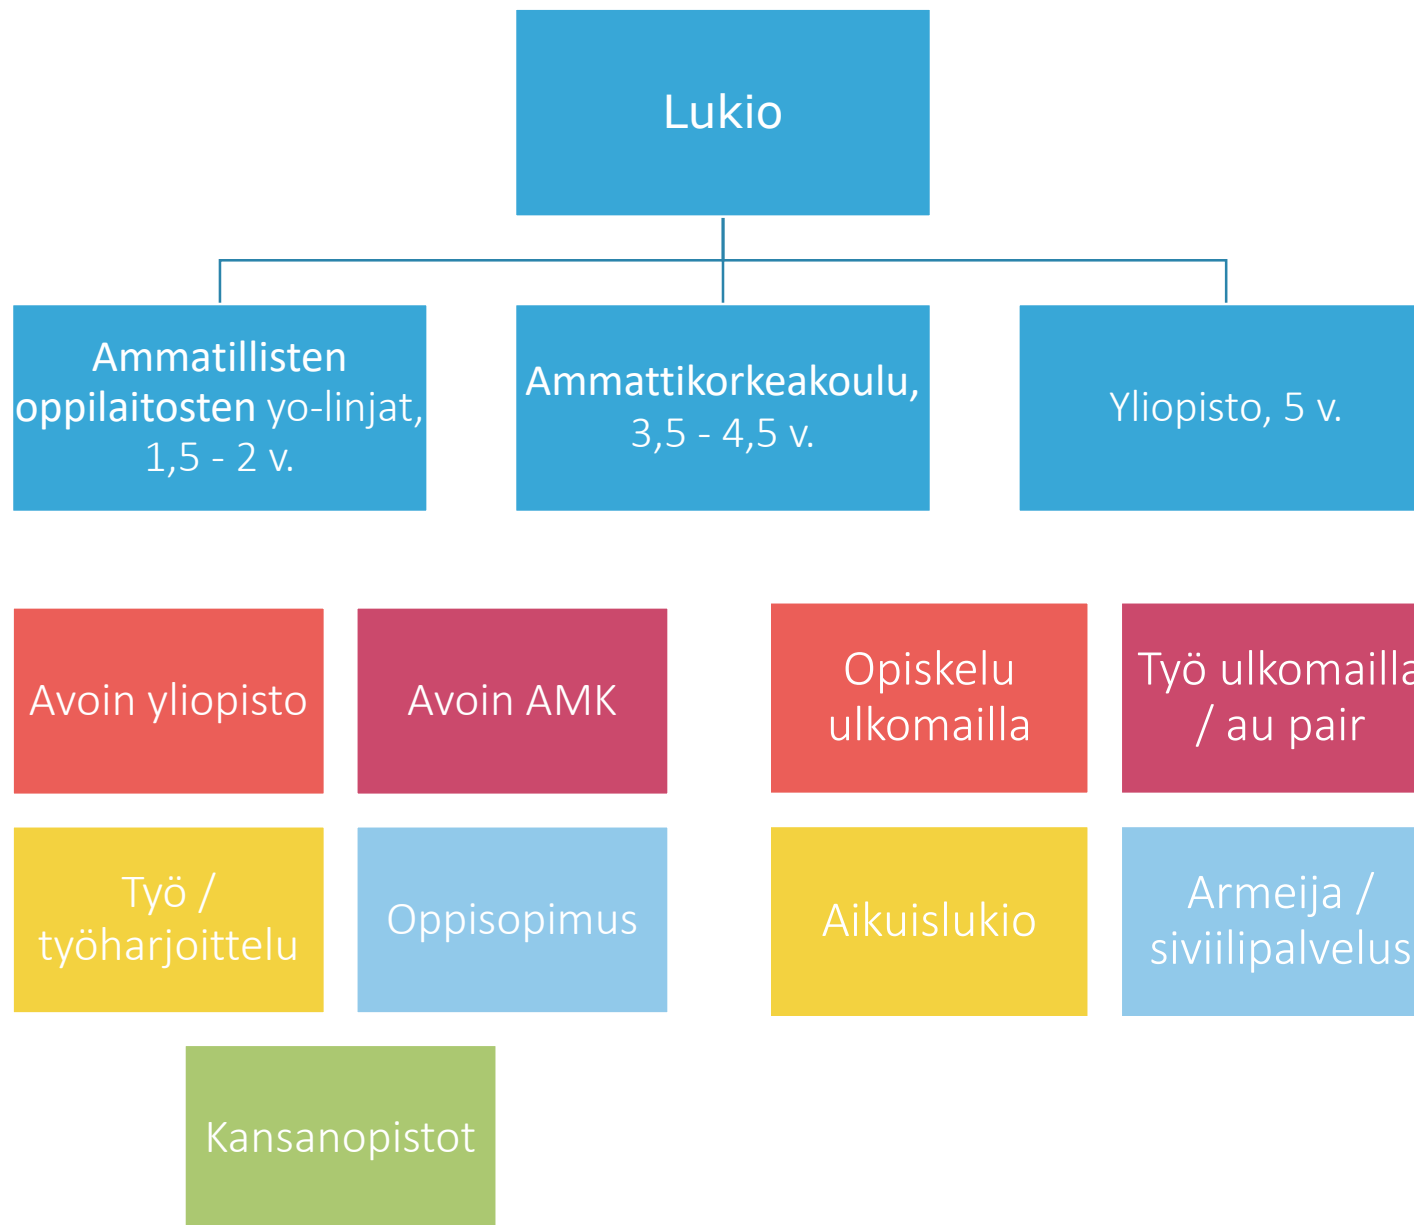 Lukio
Ammatillisten
oppilaitosten yo-linjat,
1,5 - 2 v.
Ammattikorkeakoulu,
3,5 - 4,5 v.
Yliopisto, 5 v.
Avoin yliopisto
Avoin AMK
Opiskelu
ulkomailla
Työ ulkomailla
/ au pair
Työ /
työharjoittelu
Oppisopimus
Aikuislukio
Armeija /
siviilipalvelus
Kansanopistot